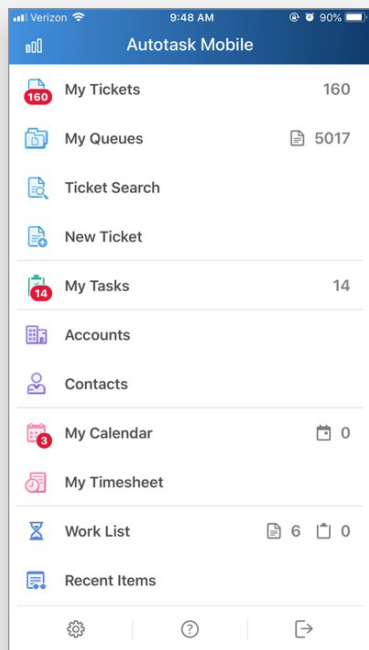 Verizon 9:48 AM 90%
Autotask Mobile
160 My Tickets 160
My Queues 5017
Ticket Search
New Ticket
14 My Tasks 14
Accounts
Contacts
3 My Calendar 0
My Timesheet
Work List 6 0
Recent Items
?